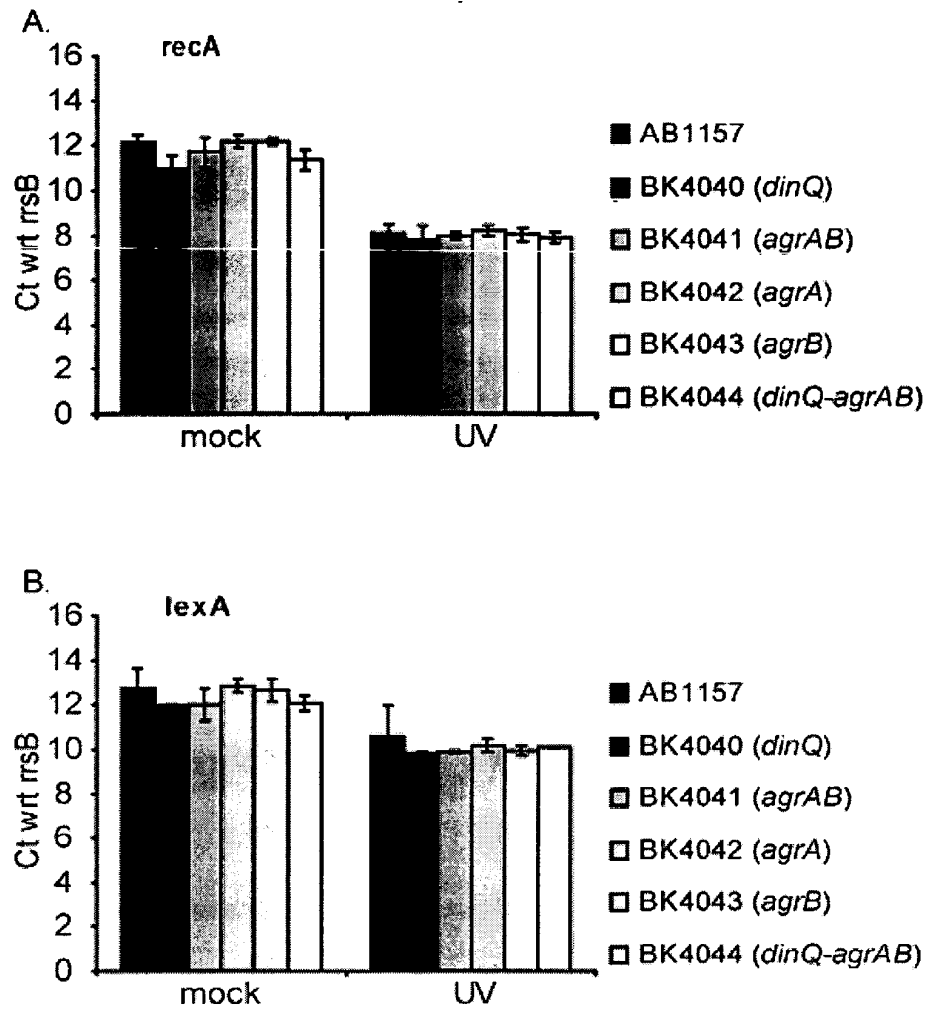 A.
recA
16
14
12
10
8
6
4
2
0
Ct wrt rrsB
mock UV
AB1157
BK4040 (dinQ)
BK4041 (agrAB)
BK4042 (agrA)
BK4043 (agrB)
BK4044 (dinQ-agrAB)
B.
lexA
16
14
12
10
8
6
4
2
0
Ct wrt rrsB
mock UV
AB1157
BK4040 (dinQ)
BK4041 (agrAB)
BK4042 (agrA)
BK4043 (agrB)
BK4044 (dinQ-agrAB)